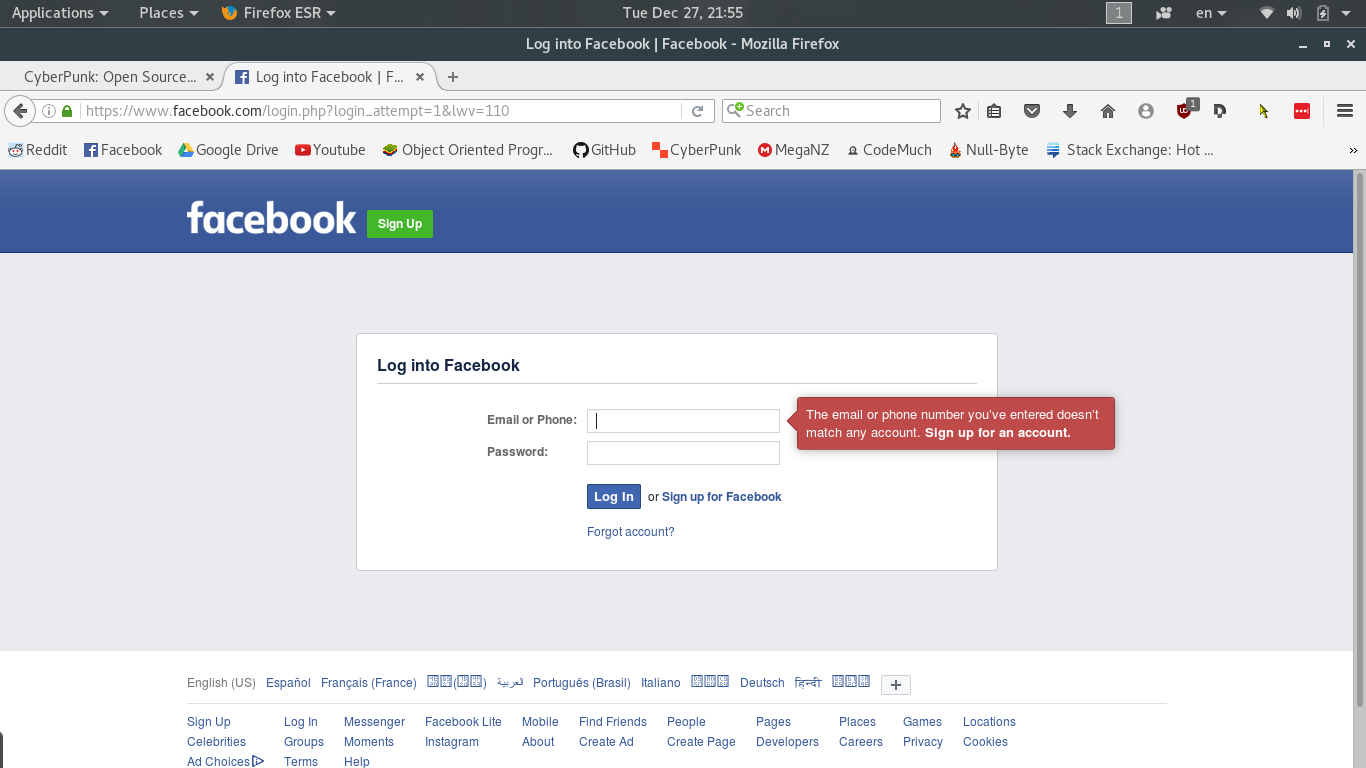 Applications Places Firefox ESR Tue Dec 27, 21:55 1 en
Log into Facebook | Facebook - Mozilla Firefox
CyberPunk: Open Source... Log into Facebook | F...
https://www.facebook.com/login.php?login_attempt=1&lwv=110 Search 1
Reddit Facebook Google Drive Youtube Object Oriented Progr... GitHub CyberPunk MegaNZ CodeMuch Null-Byte Stack Exchange: Hot ... »
facebook Sign Up
Log into Facebook
Email or Phone:
The email or phone number you've entered doesn't
match any account. Sign up for an account.
Password:
Log In or Sign up for Facebook
Forgot account?
English (US) Español Français (France) العربية Português (Brasil) Italiano Deutsch हिन्दी
Sign Up Log In Messenger Facebook Lite Mobile Find Friends People Pages Places Games Locations
Celebrities Groups Moments Instagram About Create Ad Create Page Developers Careers Privacy Cookies
Ad Choices Terms Help